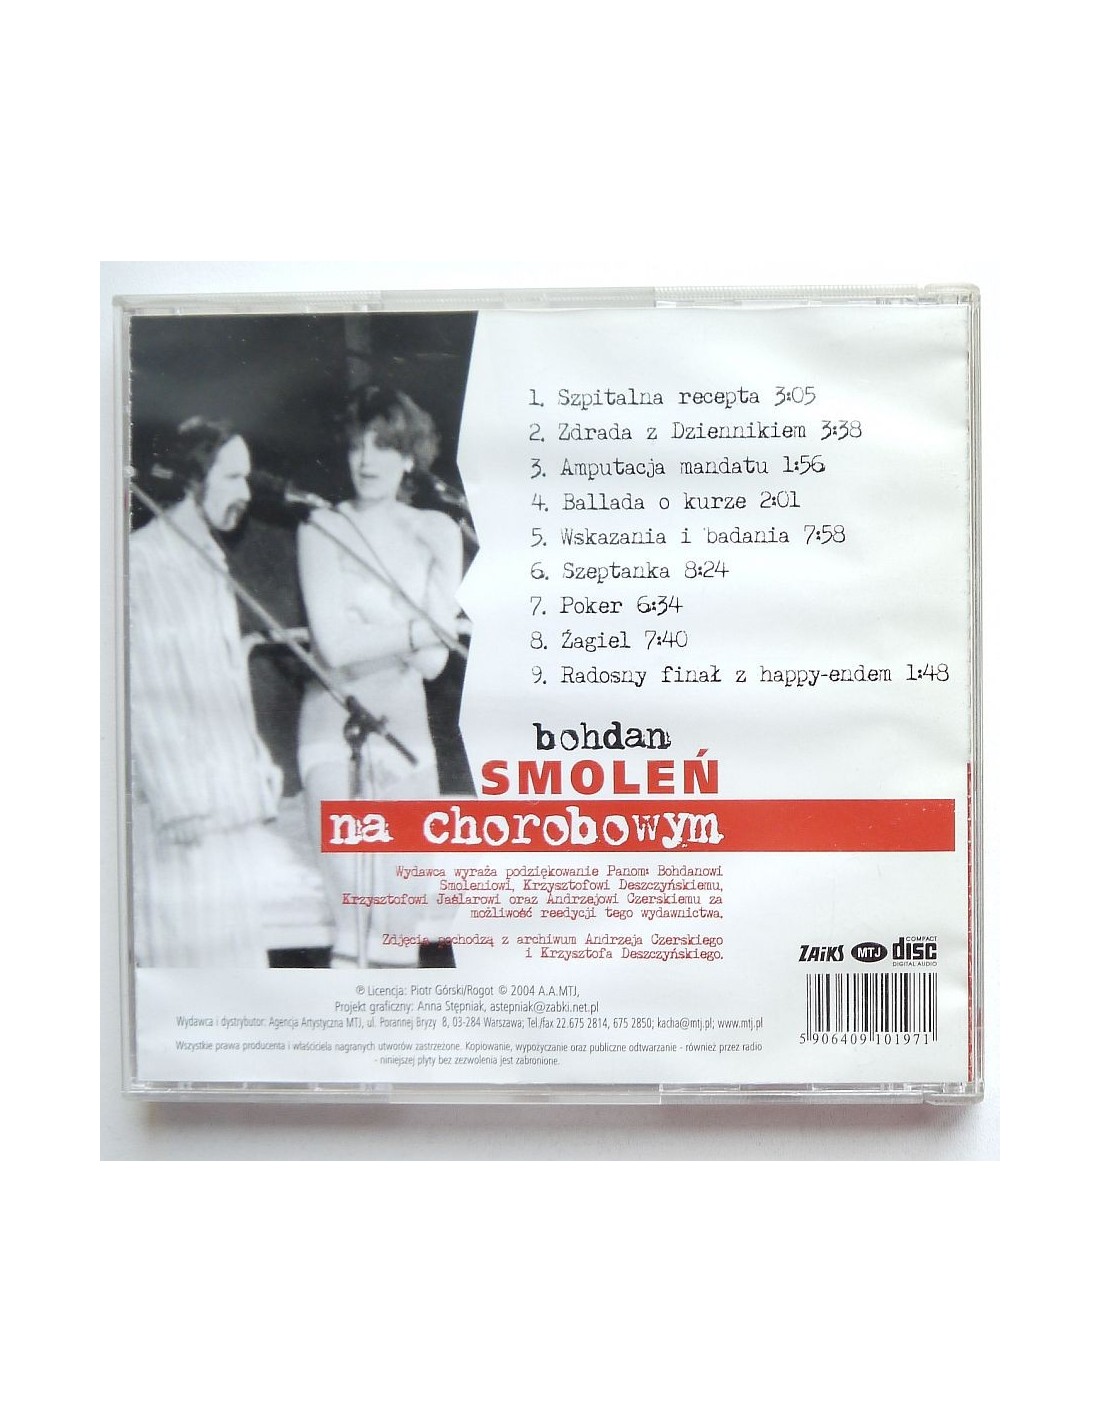 1. Szpitalna recepta 3:05
2. Zdrada z Dziennikiem 3:38
3. Amputacja mandatu 1:56
4. Ballada o kurze 2:01
5. Wskazania i badania 7:58
6. Szeptanka 8:24
7. Poker 6:34
8. Żagiel 7:40
9. Radosny finał z happy-endem 1:48
bohdan
SMOLEŃ
na chorobowym
Wydawca wyraża podziękowanie Panom: Bohdanowi
Smoleniowi, Krzysztofowi Deszczyńskiemu,
Krzysztofowi Jaślarowi oraz Andrzejowi Czerskiemu za
możliwość reedycji tego wydawnictwa.
Zdjęcia pochodzą z archiwum Andrzeja Czerskiego
i Krzysztofa Deszczyńskiego.
ZAiKS MTJ COMPACT disc DIGITAL AUDIO
℗ Licencja: Piotr Górski/Rogot © 2004 A.A.MTJ,
Projekt graficzny: Anna Stępniak, astepniak@zabki.net.pl
Wydawca i dystrybutor: Agencja Artystyczna MTJ, ul. Porannej Bryzy 8, 03-284 Warszawa; Tel./fax 22.675 2814, 675 2850; kacha@mtj.pl; www.mtj.pl
Wszystkie prawa producenta i właściciela nagranych utworów zastrzeżone. Kopiowanie, wypożyczanie oraz publiczne odtwarzanie - również przez radio
- niniejszej płyty bez zezwolenia jest zabronione.
5 906409 101971